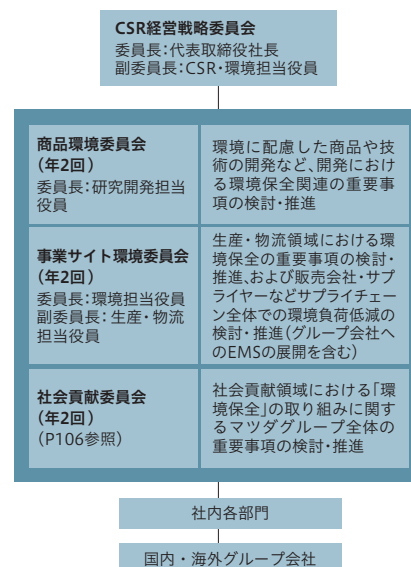 CSR経営戦略委員会
委員長:代表取締役社長
副委員長:CSR・環境担当役員
商品環境委員会
(年2回)
委員長:研究開発担当
役員
環境に配慮した商品や技
術の開発など、開発におけ
る環境保全関連の重要事
項の検討・推進
事業サイト環境委員会
(年2回)
委員長:環境担当役員
副委員長:生産・物流
担当役員
生産・物流領域における環
境保全の重要事項の検討・
推進、および販売会社・サプ
ライヤーなどサプライチェー
ン全体での環境負荷低減の
検討・推進(グループ会社へ
のEMSの展開を含む)
社会貢献委員会
(年2回)
(P106参照)
社会貢献領域における「環
境保全」の取り組みに関す
るマツダグループ全体の
重要事項の検討・推進
社内各部門
国内・海外グループ会社